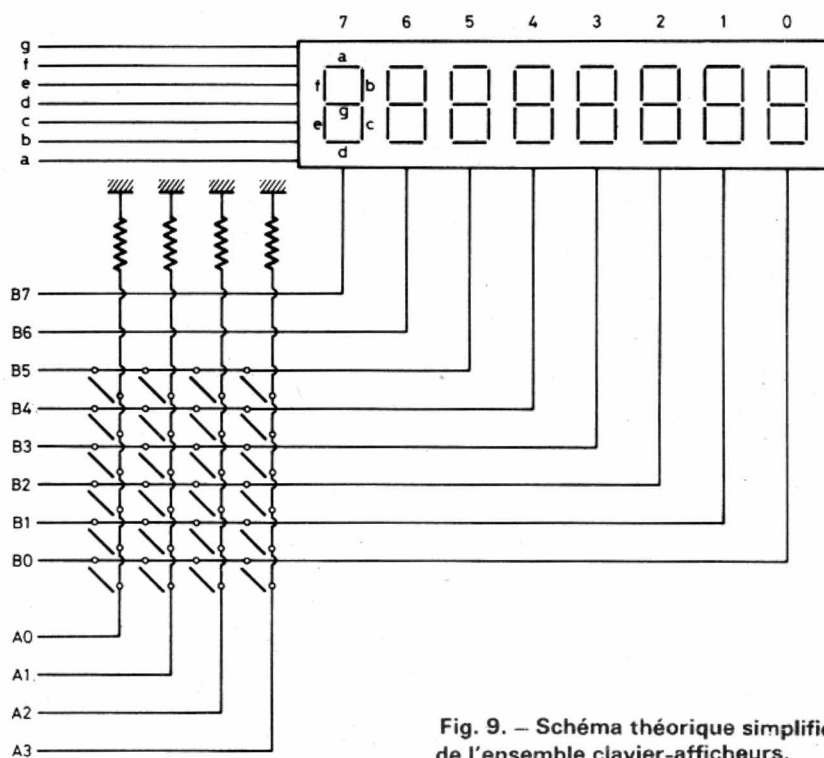 7 6 5 4 3 2 1 0
g
f
e
d
c
b
a
a
f b
g
e c
d
B7
B6
B5
B4
B3
B2
B1
B0
A0
A1
A2
A3
Fig. 9. — Schéma théorique simplifié
de l'ensemble clavier-afficheurs.